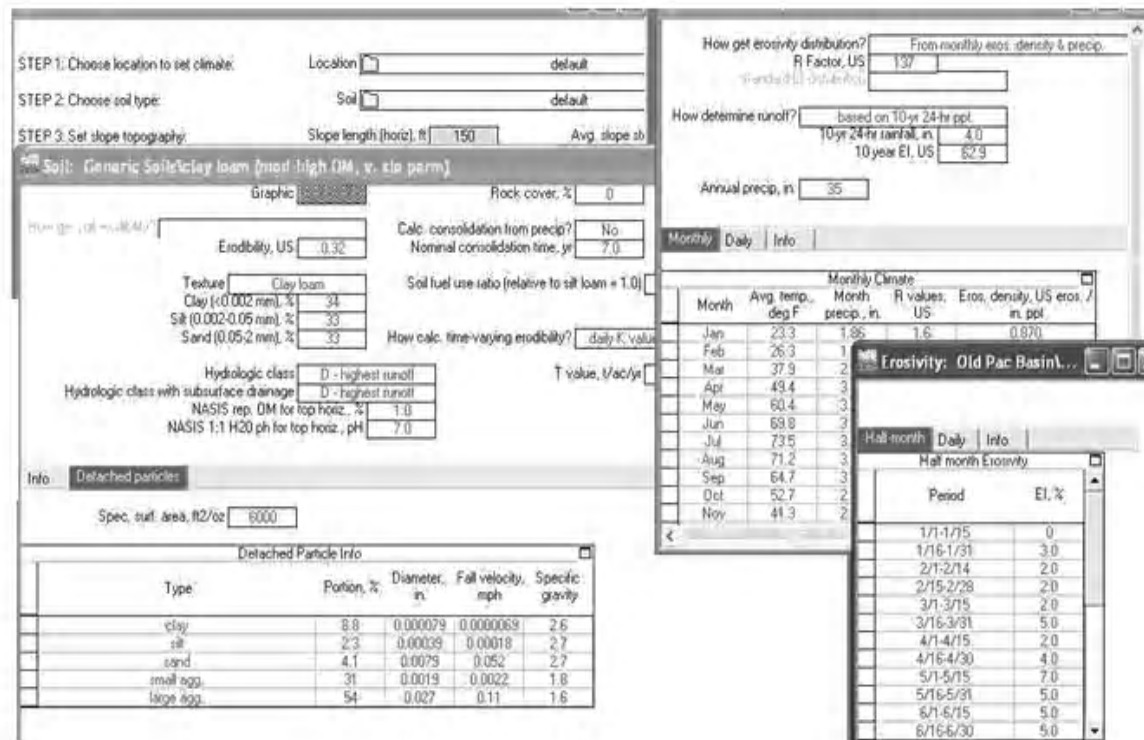 STEP 1: Choose location to set climate: Location default
STEP 2: Choose soil type: Soil default
STEP 3: Set slope topography: Slope length (horiz), ft 150 Avg. slope
Soil: Generic Soils\clay loam (mod-high OM, v. slo perm)
Graphic Rock cover, % 0
Calc. consolidation from precip? No
Erodibility, US 0.32 Nominal consolidation time, yr 7.0
Texture Clay loam Soil fuel use ratio (relative to silt loam = 1.0)
Clay (<0.002 mm), % 34
Silt (0.002-0.05 mm), % 33
Sand (0.05-2 mm), % 33 How calc. time-varying erodibility? daily K value
Hydrologic class D - highest runoff T value, t/ac/yr
Hydrologic class with subsurface drainage D - highest runoff
NASIS rep. OM for top horiz., % 1.0
NASIS 1:1 H20 ph for top horiz., pH 7.0
Info Detached particles
Spec. surf. area, ft2/oz 6000
Detached Particle Info
Type Portion, % Diameter, in. Fall velocity, mph Specific gravity
clay 8.8 0.000079 0.0000069 2.6
silt 2.3 0.00039 0.00018 2.7
sand 4.1 0.0079 0.052 2.7
small agg. 31 0.0019 0.0022 1.8
large agg. 54 0.027 0.11 1.6
How get erosivity distribution? From monthly eros. density & precip.
R Factor, US 137
How determine runoff? based on 10-yr 24-hr ppt.
10-yr 24-hr rainfall, in. 4.0
10 year EI, US 62.9
Annual precip, in. 35
Monthly Daily Info
Monthly Climate
Month Avg. temp., deg F Month precip., in. R values, US Eros. density, US eros. / in. ppt
Jan 23.3 1.86 1.6 0.870
Feb 26.3 1
Mar 37.9 2
Apr 49.4 3
May 60.4 3
Jun 69.8 3
Jul 73.5 3
Aug 71.2 3
Sep 64.7 3
Oct 52.7 2
Nov 41.3 2
Erosivity: Old Pac Basin\...
Half-month Daily Info
Half month Erosivity
Period EI, %
1/1-1/15 0
1/16-1/31 3.0
2/1-2/14 2.0
2/15-2/28 2.0
3/1-3/15 2.0
3/16-3/31 5.0
4/1-4/15 2.0
4/16-4/30 4.0
5/1-5/15 7.0
5/16-5/31 5.0
6/1-6/15 5.0
6/16-6/30 5.0